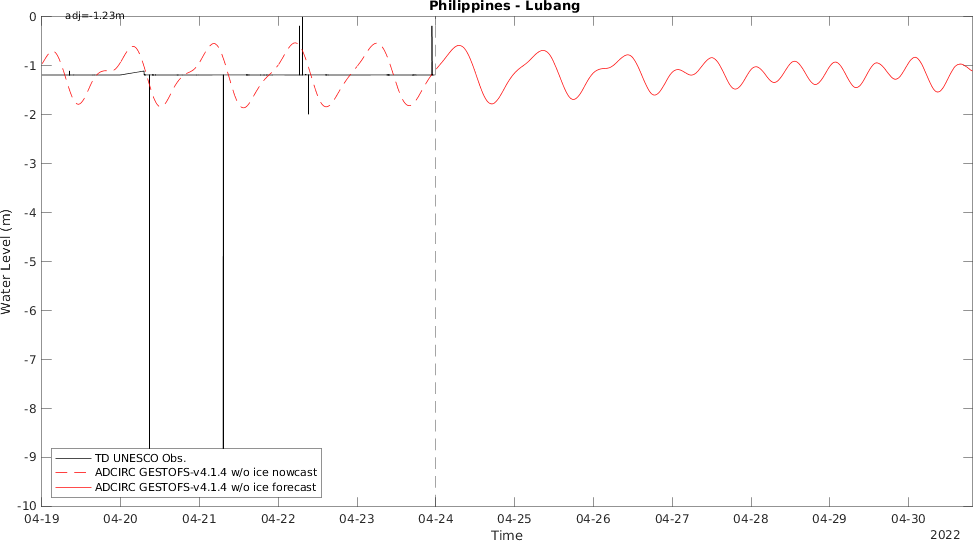 Philippines - Lubang
adj=-1.23m
0
-1
-2
-3
-4
-5
-6
-7
-8
-9
-10
Water Level (m)
TD UNESCO Obs.
ADCIRC GESTOFS-v4.1.4 w/o ice nowcast
ADCIRC GESTOFS-v4.1.4 w/o ice forecast
04-19 04-20 04-21 04-22 04-23 04-24 04-25 04-26 04-27 04-28 04-29 04-30
Time
2022